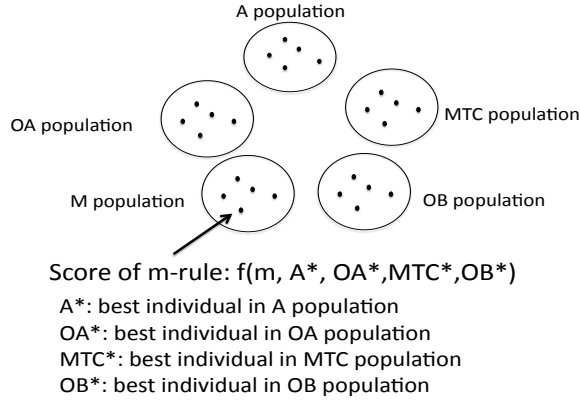 A population
OA population
MTC population
M population
OB population
Score of m-rule: f(m, A*, OA*,MTC*,OB*)
A*: best individual in A population
OA*: best individual in OA population
MTC*: best individual in MTC population
OB*: best individual in OB population